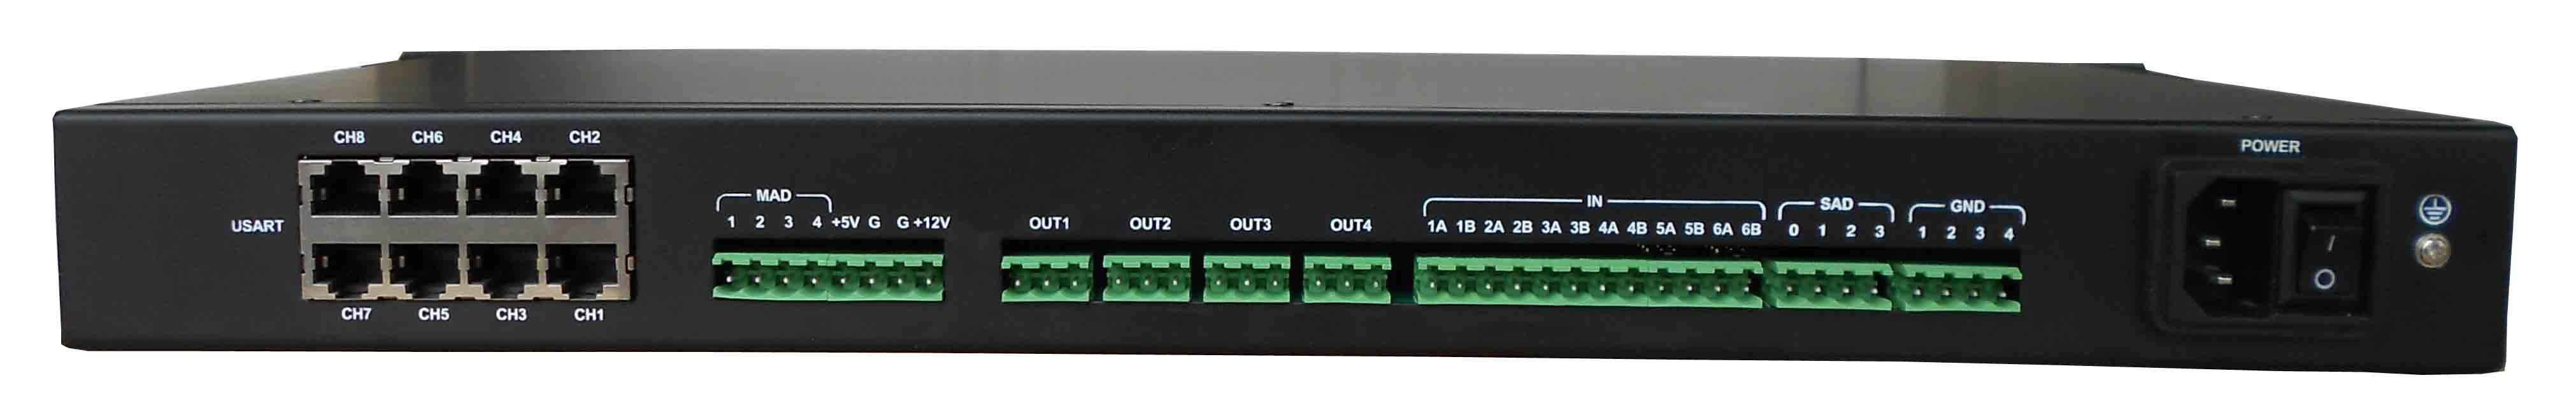 CH8 CH6 CH4 CH2
USART
CH7 CH5 CH3 CH1
MAD
1 2 3 4 +5V G G +12V
OUT1 OUT2 OUT3 OUT4
IN
1A 1B 2A 2B 3A 3B 4A 4B 5A 5B 6A 6B
SAD
0 1 2 3
GND
1 2 3 4
POWER
I
O